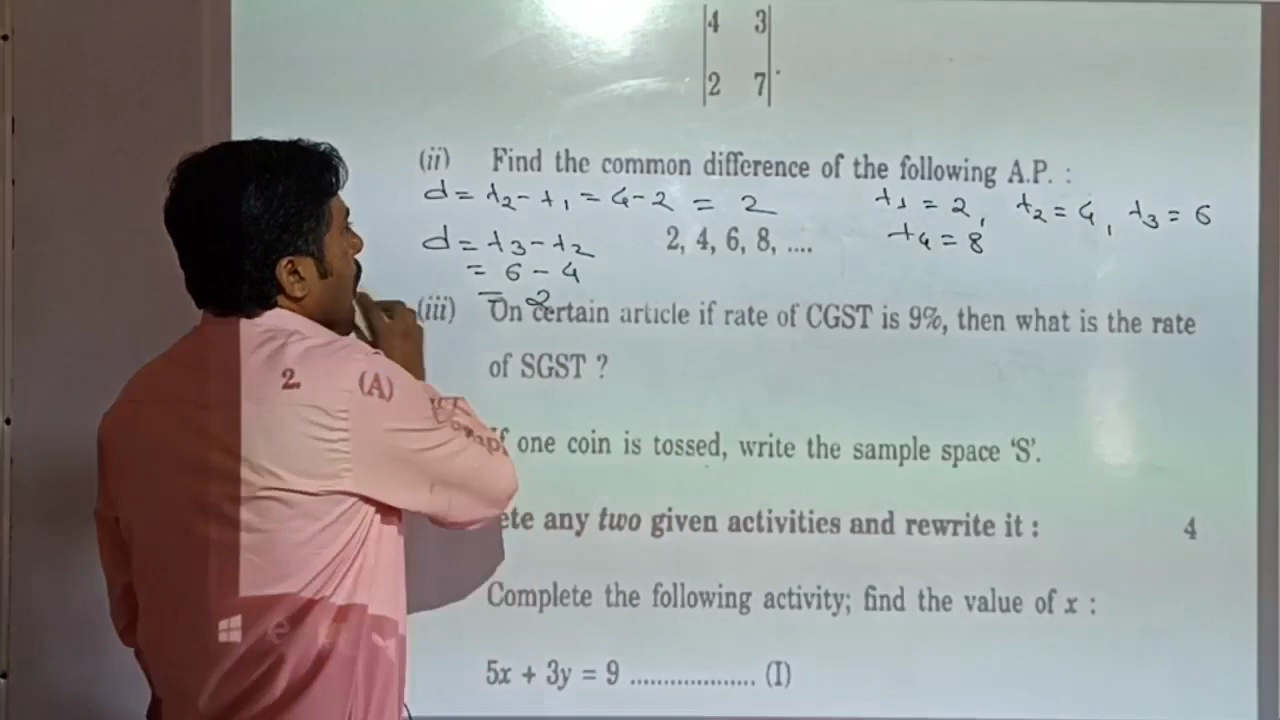 4 3
2 7 .
(ii) Find the common difference of the following A.P. :
d = t₂ - t₁ = 4 - 2 = 2
t₁ = 2, t₂ = 4, t₃ = 6
t₄ = 8
d = t₃ - t₂
2, 4, 6, 8, ....
= 6 - 4
= 2
(iii) On certain article if rate of CGST is 9%, then what is the rate
of SGST ?
2. (A)
If one coin is tossed, write the sample space ‘S’.
ete any two given activities and rewrite it : 4
Complete the following activity; find the value of x :
5x + 3y = 9 ................... (I)